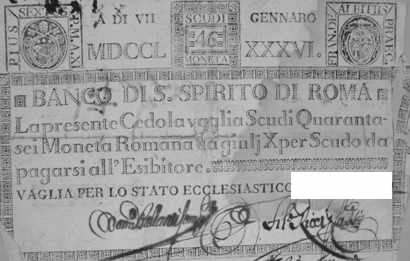 PIUS SEXTUS
A DI VII SCUDI GENNARO
MDCCL 46 XXXVI.
MONETA
BANCO DI S. SPIRITO DI ROMA
La presente Cedola vaglia Scudi Quaranta-
sei Moneta Romana da giulj X per Scudo da
pagarsi all'Esibitore.
VAGLIA PER LO STATO ECCLESIASTICO